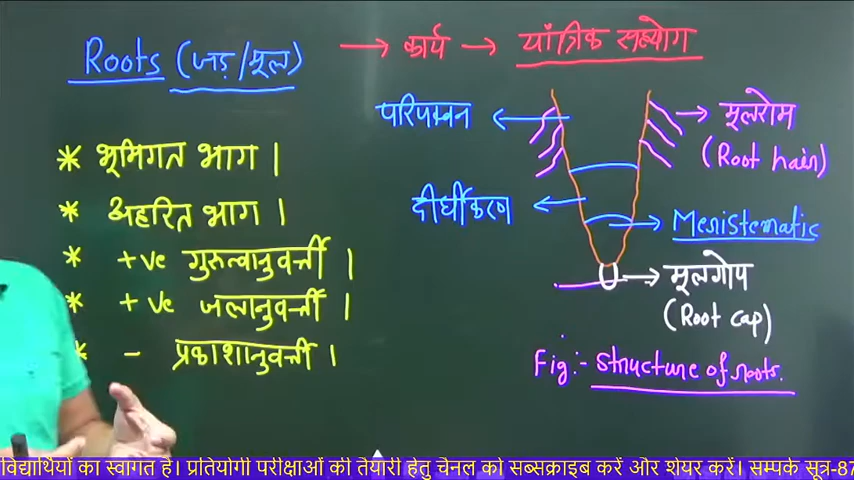 Roots (जड़/मूल) → कार्य → यांत्रिक सहयोग
* भूमिगत भाग |
* अहरित भाग |
* +ve गुरुत्वानुवर्त्ती |
* +ve जलानुवर्त्ती |
* - प्रकाशानुवर्त्ती |
परिपक्वन
मूलरोम
(Root hair)
दीर्घीकरण
Meristematic
मूलगोप
(Root cap)
Fig:- Structure of roots.
विद्यार्थियों का स्वागत है। प्रतियोगी परीक्षाओं की तैयारी हेतु चैनल को सब्सक्राइब करें और शेयर करें। सम्पर्क सूत्र-87